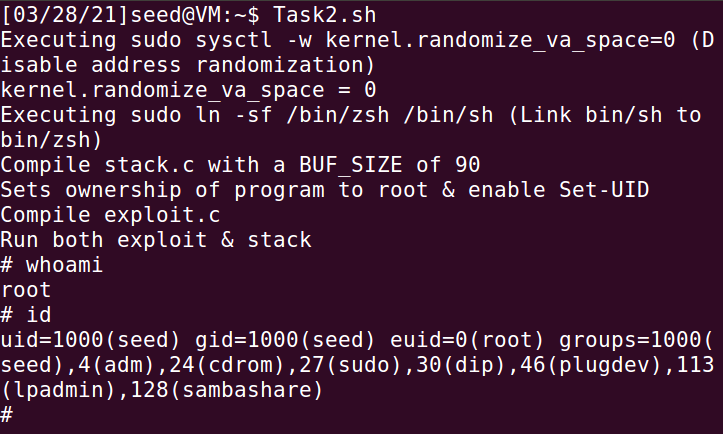 [03/28/21]seed@VM:~$ Task2.sh
Executing sudo sysctl -w kernel.randomize_va_space=0 (D
isable address randomization)
kernel.randomize_va_space = 0
Executing sudo ln -sf /bin/zsh /bin/sh (Link bin/sh to
bin/zsh)
Compile stack.c with a BUF_SIZE of 90
Sets ownership of program to root & enable Set-UID
Compile exploit.c
Run both exploit & stack
# whoami
root
# id
uid=1000(seed) gid=1000(seed) euid=0(root) groups=1000(
seed),4(adm),24(cdrom),27(sudo),30(dip),46(plugdev),113
(lpadmin),128(sambashare)
#